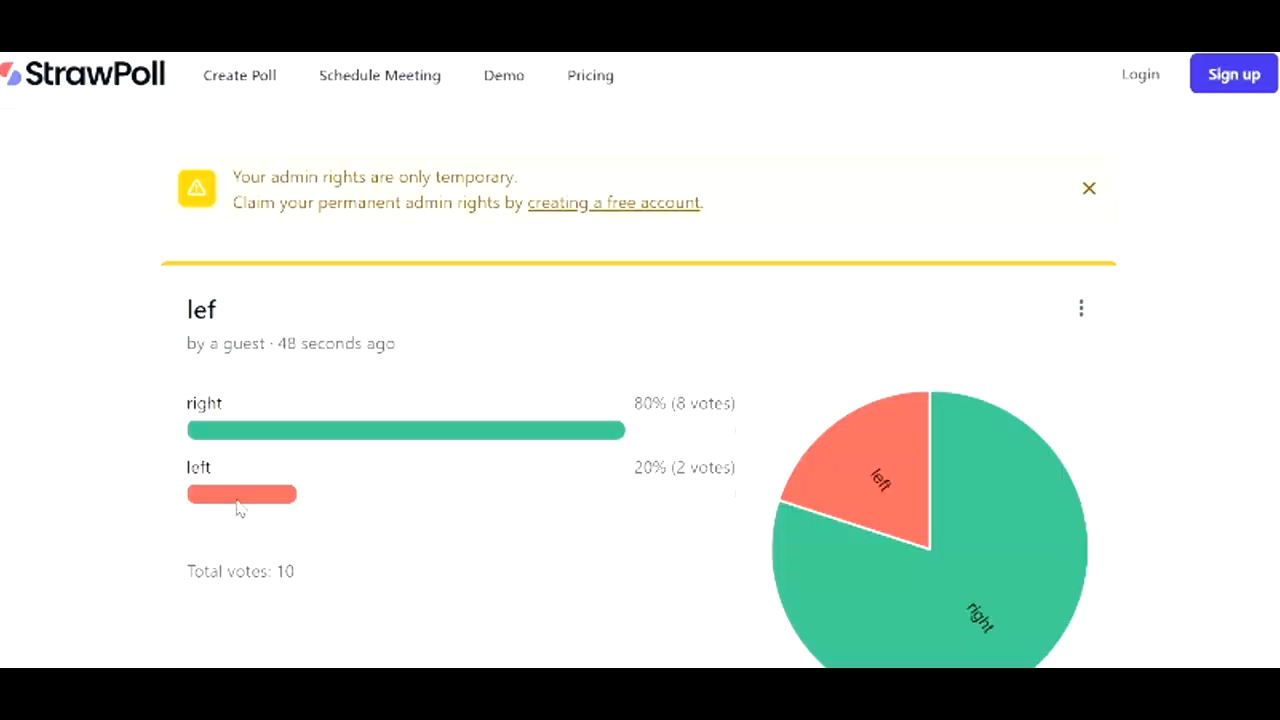 StrawPoll
Create Poll
Schedule Meeting
Demo
Pricing
Login
Sign up
Your admin rights are only temporary.
Claim your permanent admin rights by creating a free account.
lef
by a guest · 48 seconds ago
right
80% (8 votes)
left
20% (2 votes)
Total votes: 10
left
right